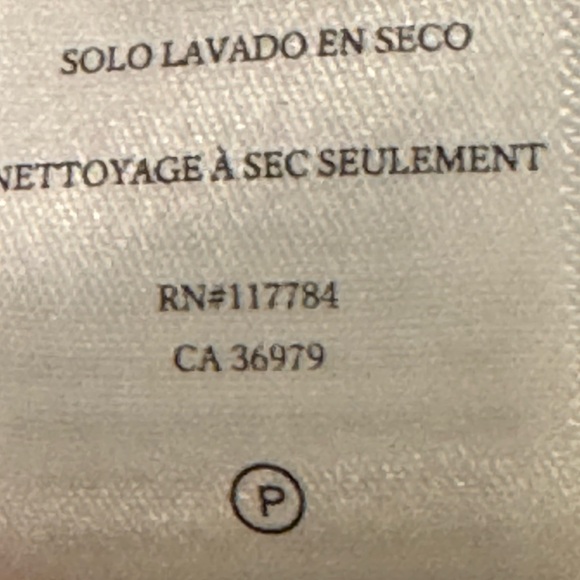 SOLO LAVADO EN SECO
NETTOYAGE À SEC SEULEMENT
RN#117784
CA 36979
P